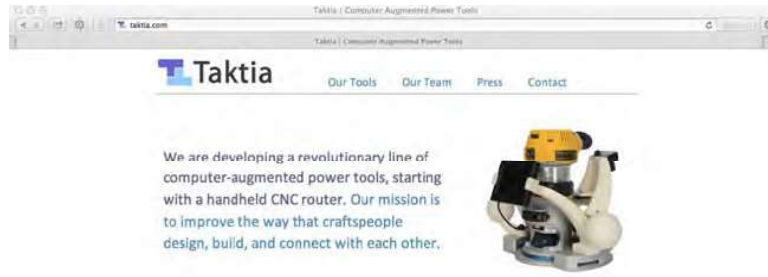 Taktia | Computer Augmented Power Tools
taktia.com
Taktia | Computer Augmented Power Tools
Taktia
Our Tools Our Team Press Contact
We are developing a revolutionary line of
computer-augmented power tools, starting
with a handheld CNC router. Our mission is
to improve the way that craftspeople
design, build, and connect with each other.